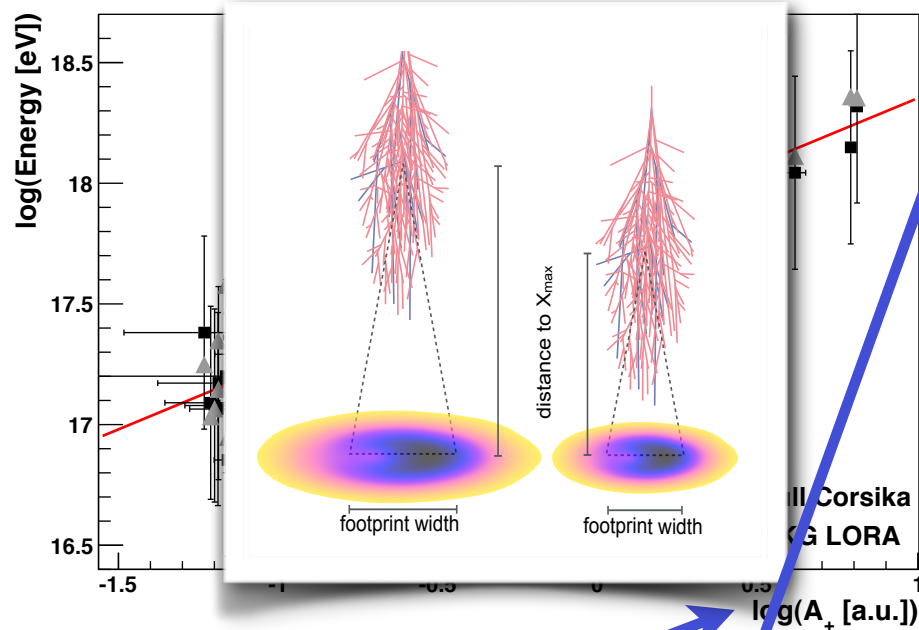 log(Energy [eV])
18.5
18
17.5
17
16.5
distance to Xmax
footprint width
footprint width
Corsika
LORA
-1.5
-1
-0.5
0
0.5
1
log(A+ [a.u.])